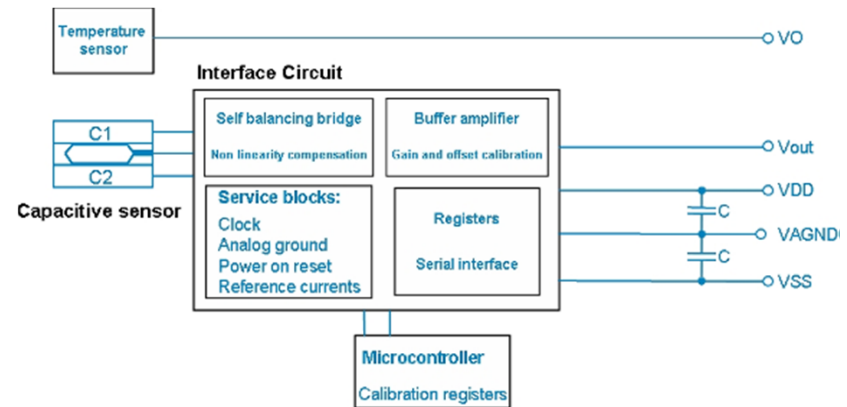 Temperature
sensor
VO
Interface Circuit
Self balancing bridge
Non linearity compensation
Buffer amplifier
Gain and offset calibration
C1
C2
Capacitive sensor
Vout
Service blocks:
Clock
Analog ground
Power on reset
Reference currents
Registers
Serial interface
VDD
C
VAGND
C
VSS
Microcontroller
Calibration registers